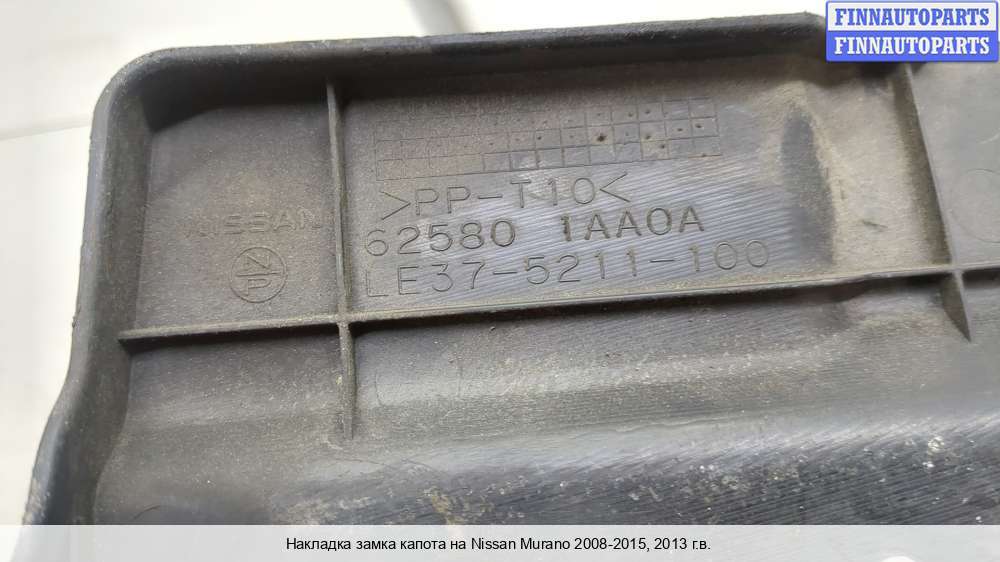 FINNAUTOPARTS
FINNAUTOPARTS
>PP-T10<
NISSAN
62580 1AA0A
NP
LE37-5211-100
Накладка замка капота на Nissan Murano 2008-2015, 2013 г.в.